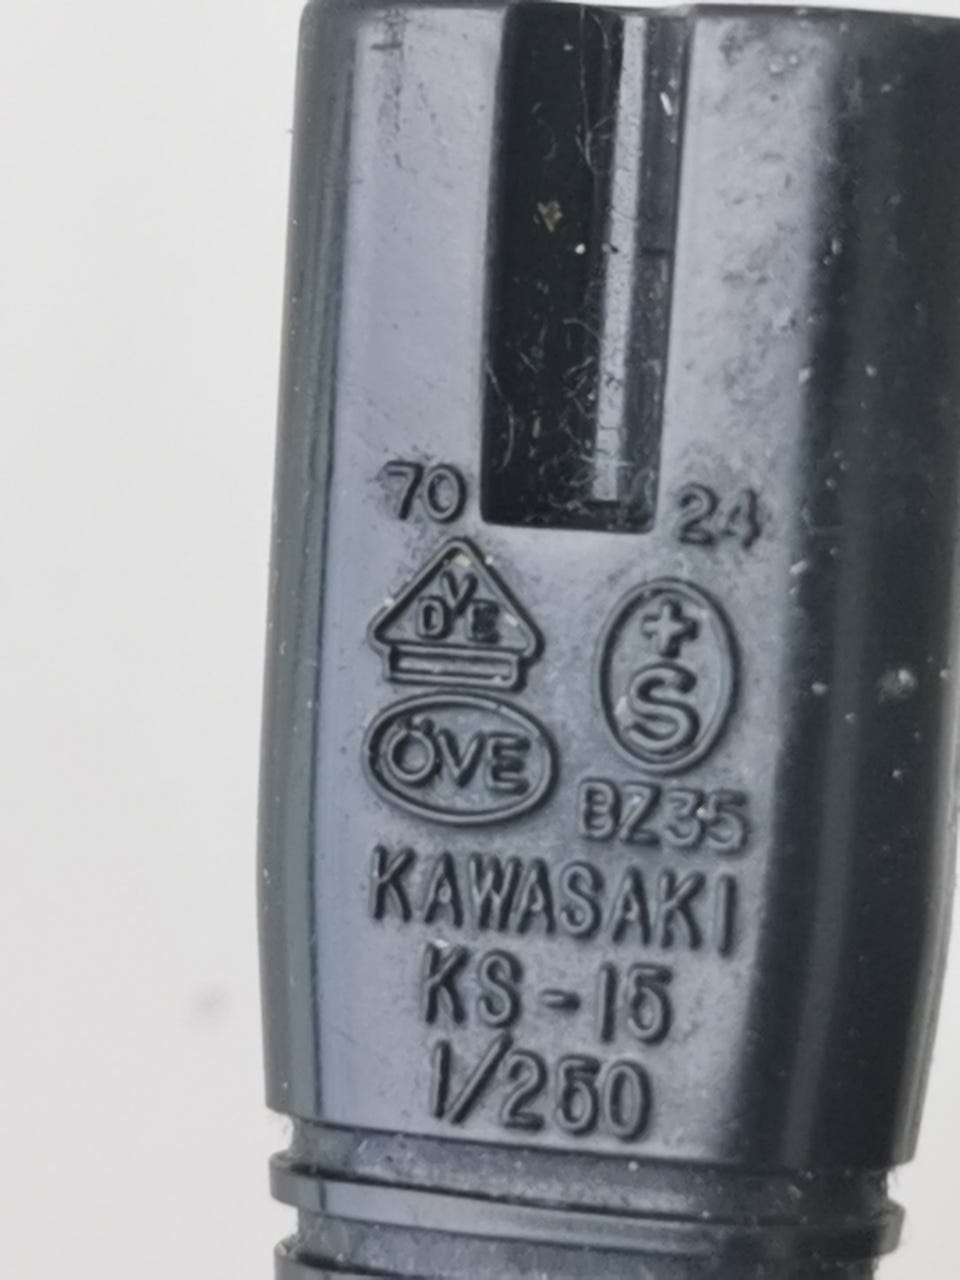 70 24
VDE
+S
ÖVE
BZ35
KAWASAKI
KS-15
1/250